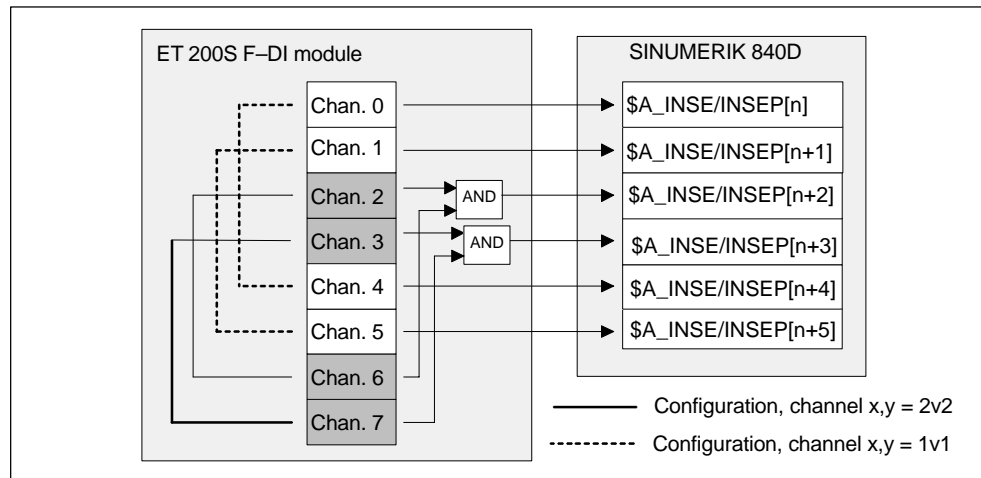 ET 200S F–DI module
SINUMERIK 840D
Chan. 0
$A_INSE/INSEP[n]
Chan. 1
$A_INSE/INSEP[n+1]
Chan. 2
AND
$A_INSE/INSEP[n+2]
Chan. 3
AND
$A_INSE/INSEP[n+3]
Chan. 4
$A_INSE/INSEP[n+4]
Chan. 5
$A_INSE/INSEP[n+5]
Chan. 6
Chan. 7
Configuration, channel x,y = 2v2
Configuration, channel x,y = 1v1